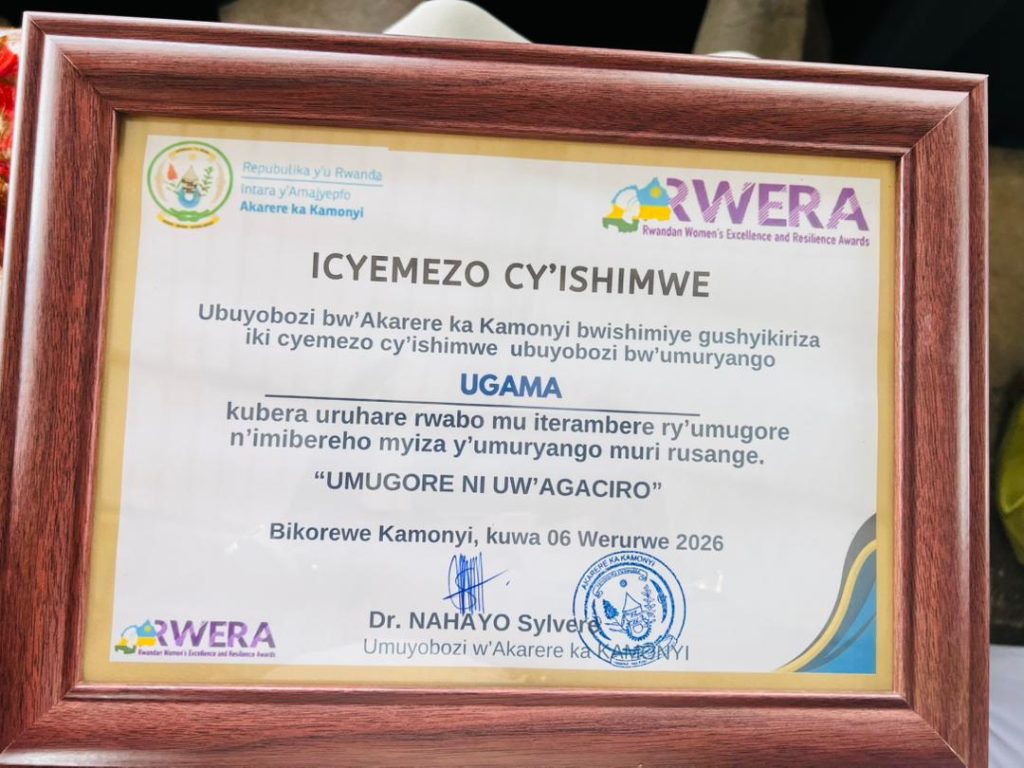 Repubulika y'u Rwanda
Intara y'Amajyepfo
Akarere ka Kamonyi
RWERA
Rwandan Women's Excellence and Resilience Awards
ICYEMEZO CY'ISHIMWE
Ubuyobozi bw'Akarere ka Kamonyi bwishimiye gushyikiriza
iki cyemezo cy'ishimwe ubuyobozi bw'umuryango
UGAMA
kubera uruhare rwabo mu iterambere ry'umugore
n'imibereho myiza y'umuryango muri rusange.
“UMUGORE NI UW'AGACIRO”
Bikorewe Kamonyi, kuwa 06 Werurwe 2026
AKARERE KA KAMONYI
Dr. NAHAYO Sylvere
Umuyobozi w'Akarere ka KAMONYI
RWERA
Rwandan Women's Excellence and Resilience Awards